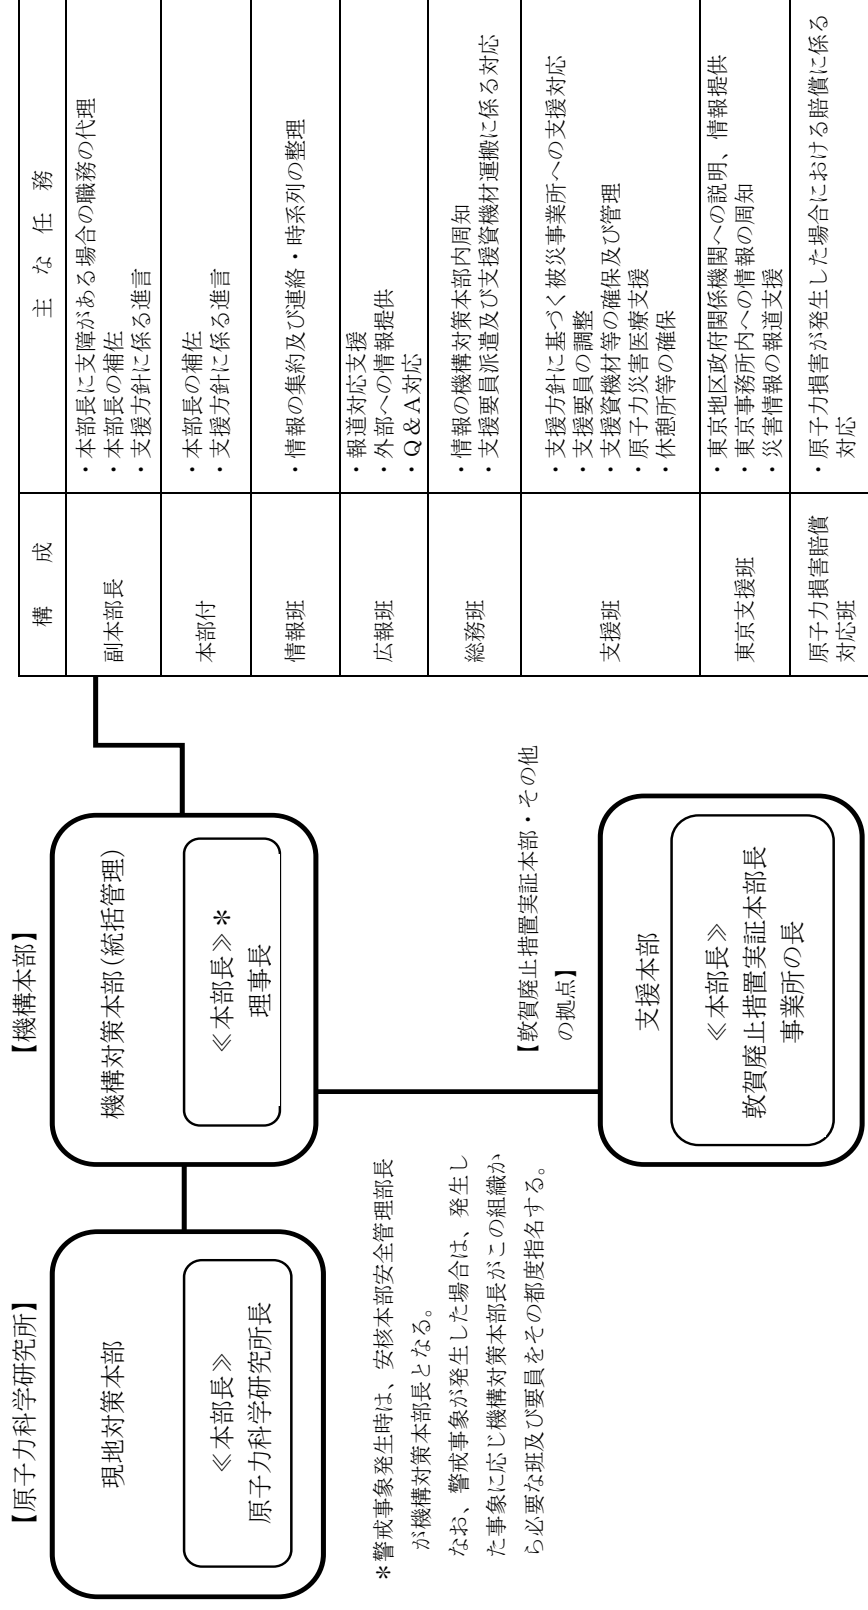 【原子力科学研究所】
現地対策本部
≪本部長≫
原子力科学研究所長
【機構本部】
機構対策本部(統括管理)
≪本部長≫＊
理事長
＊警戒事象発生時は、安核本部安全管理部長
が機構対策本部長となる。
なお、警戒事象が発生した場合は、発生し
た事象に応じ機構対策本部長がこの組織か
ら必要な班及び要員をその都度指名する。
【敦賀廃止措置実証本部・その他
の拠点】
支援本部
≪本部長≫
敦賀廃止措置実証本部長
事業所の長
構　成
主　な　任　務
副本部長
・本部長に支障がある場合の職務の代理
・本部長の補佐
・支援方針に係る進言
本部付
・本部長の補佐
・支援方針に係る進言
情報班
・情報の集約及び連絡・時系列の整理
広報班
・報道対応支援
・外部への情報提供
・Ｑ＆Ａ対応
総務班
・情報の機構対策本部内周知
・支援要員派遣及び支援資機材運搬に係る対応
支援班
・支援方針に基づく被災事業所への支援対応
・支援要員の調整
・支援資機材等の確保及び管理
・原子力災害医療支援
・休憩所等の確保
東京支援班
・東京地区政府関係機関への説明、情報提供
・東京事務所内への情報の周知
・災害情報の報道支援
原子力損害賠償
対応班
・原子力損害が発生した場合における賠償に係る
対応